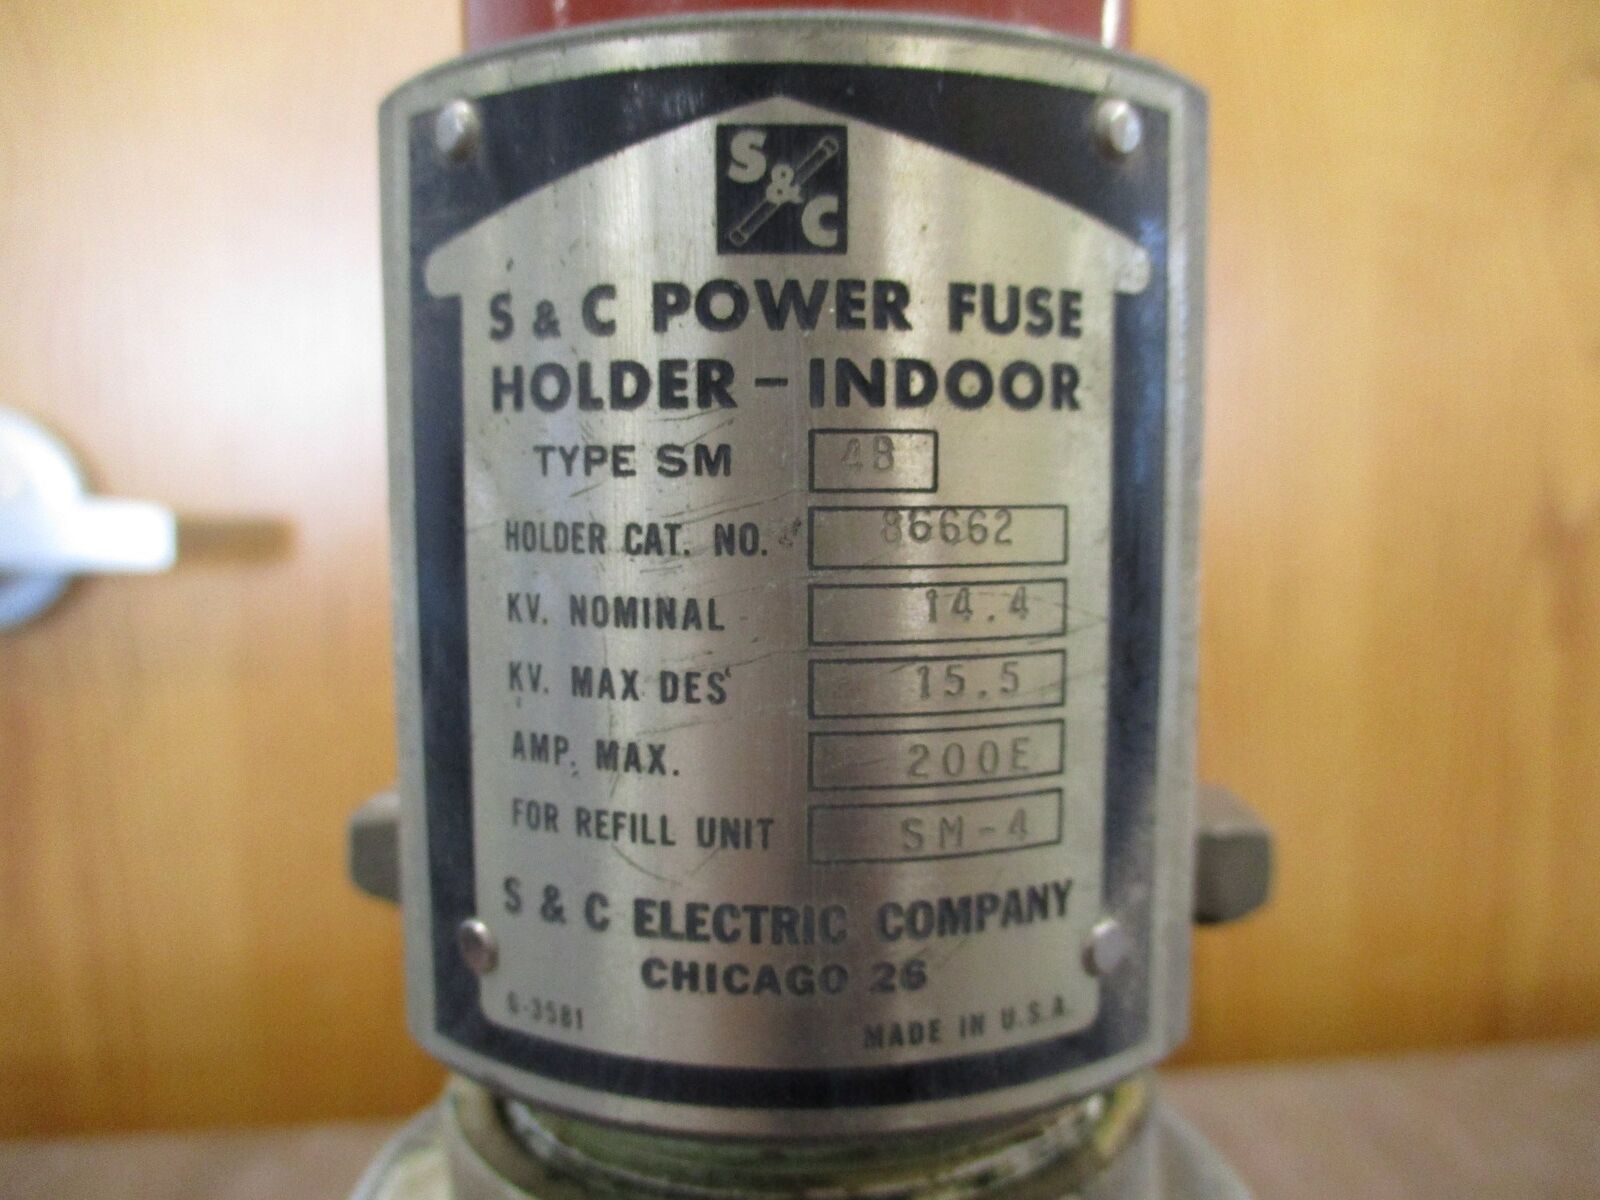 S & C
S & C POWER FUSE
HOLDER - INDOOR
TYPE SM 4B
HOLDER CAT. NO. 86662
KV. NOMINAL 14.4
KV. MAX DES' 15.5
AMP. MAX. 200E
FOR REFILL UNIT SM-4
S & C ELECTRIC COMPANY
CHICAGO 26
G-3581 MADE IN U.S.A.